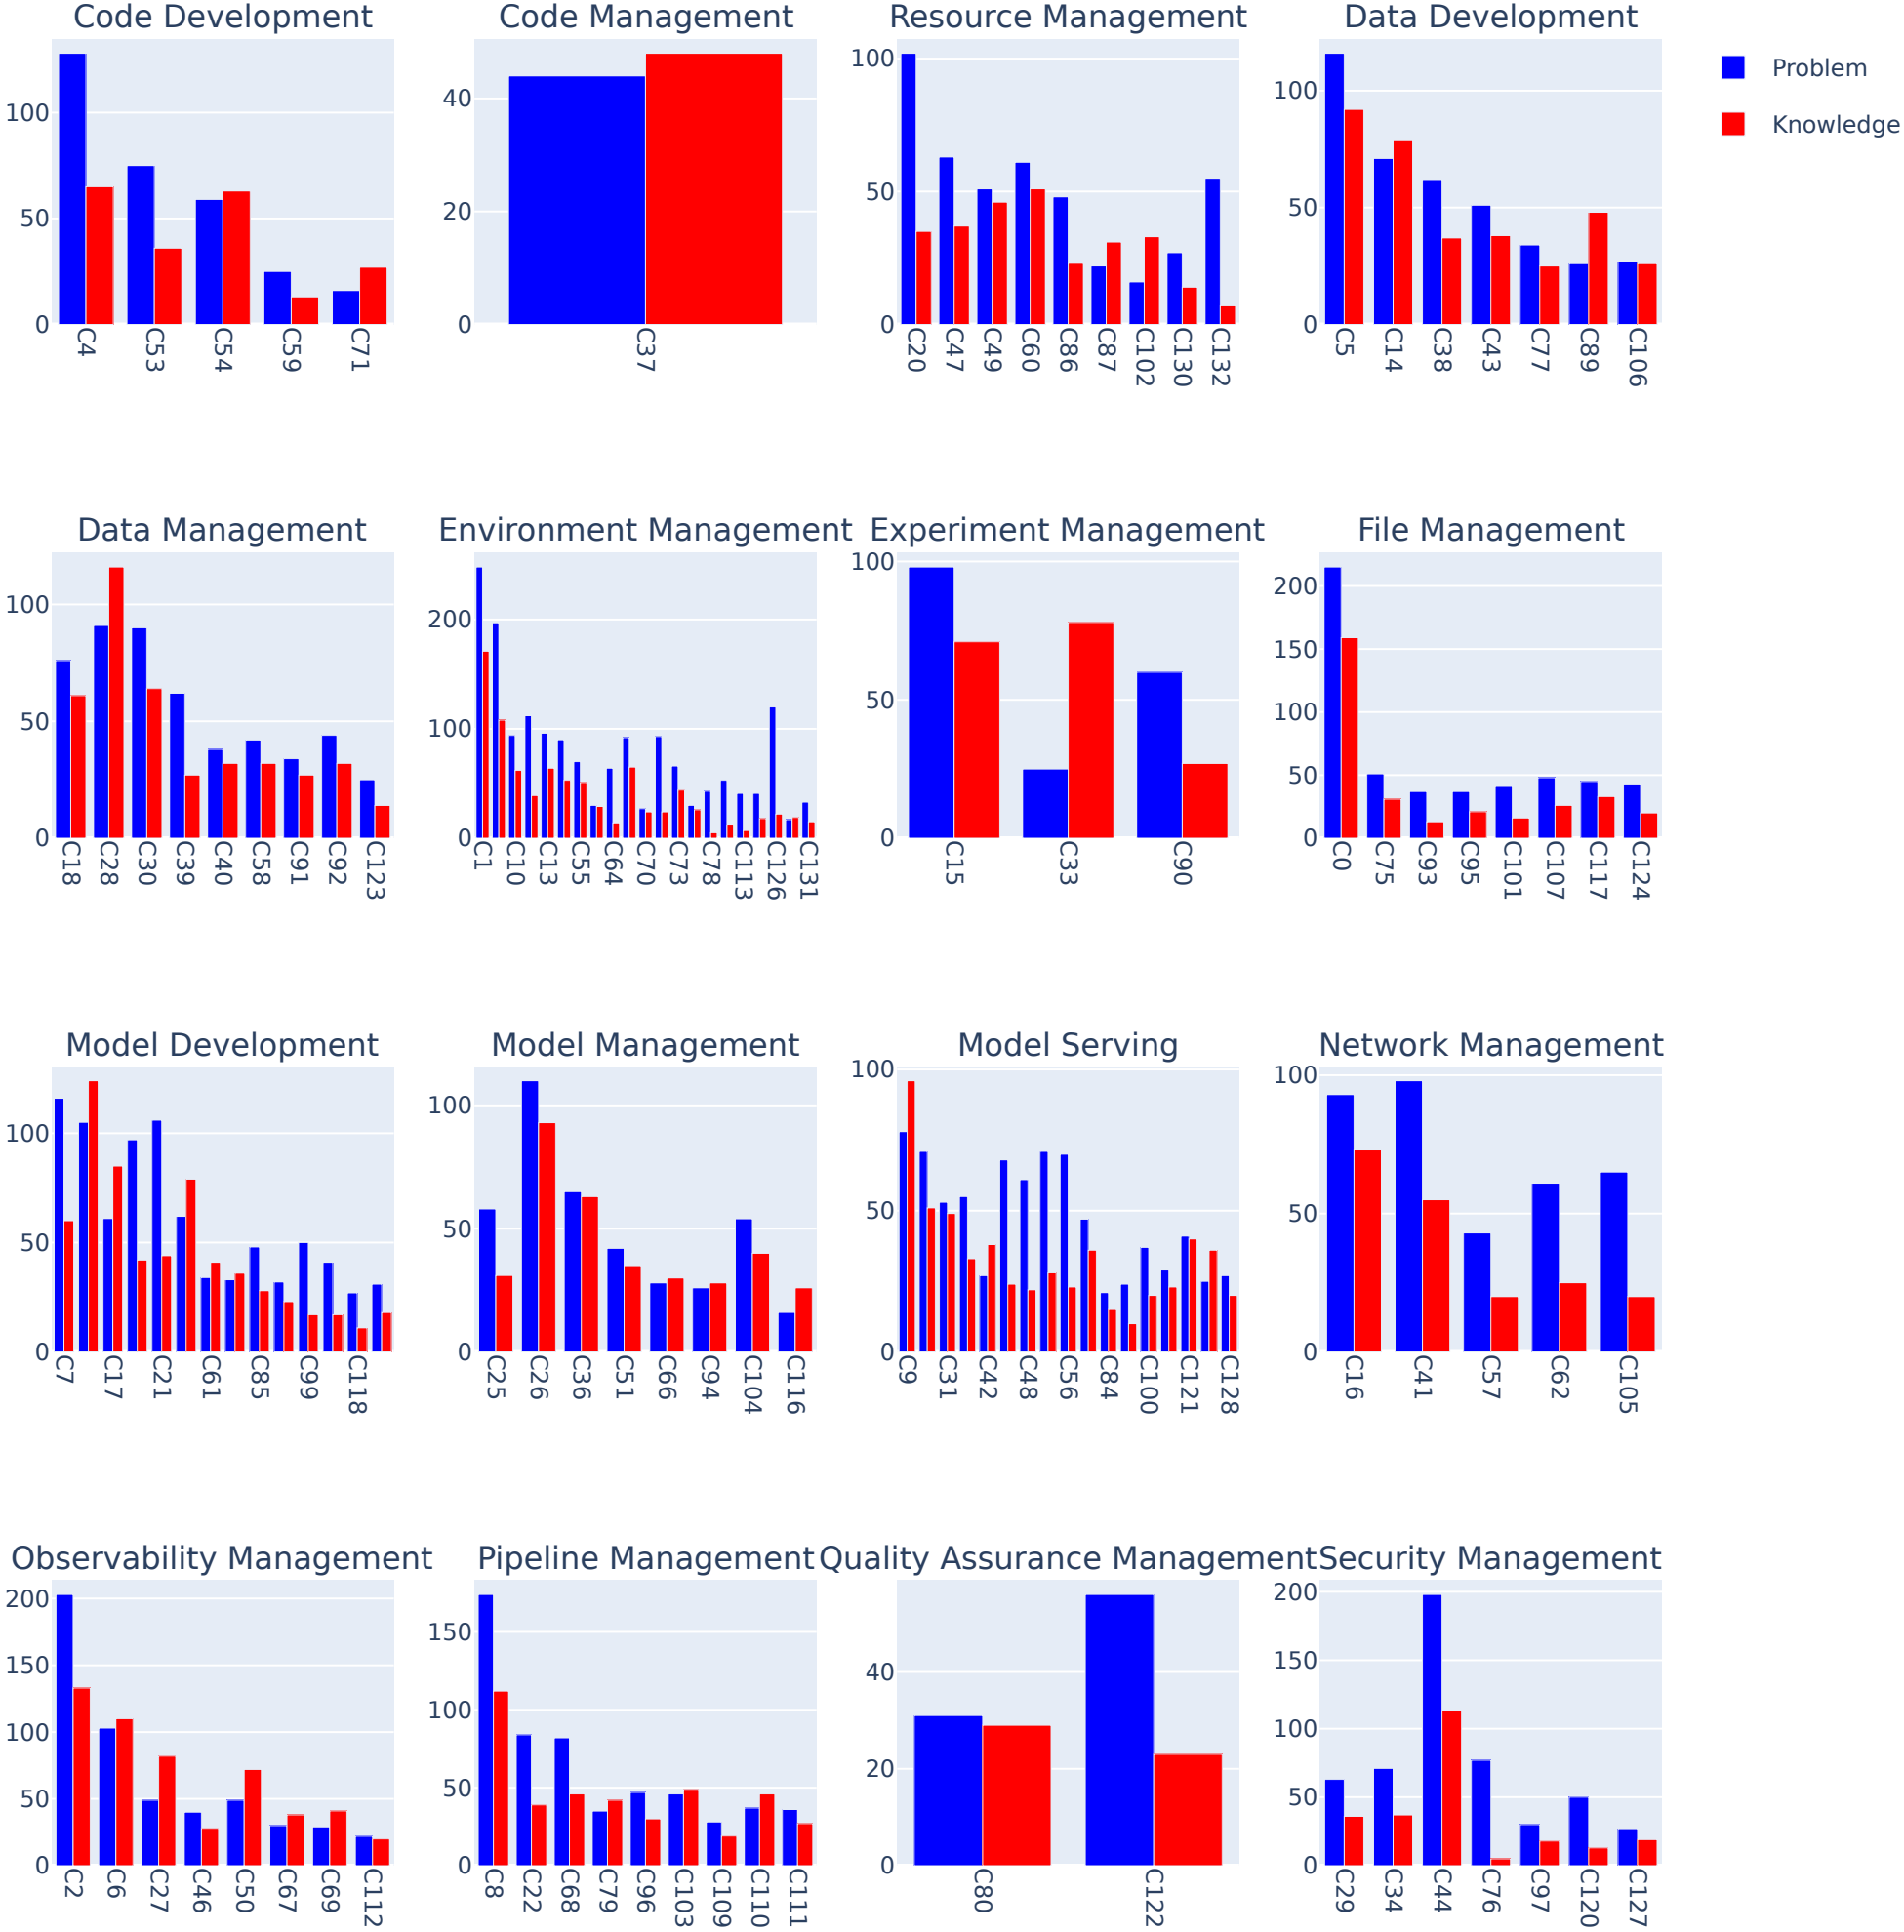 Code Development
Code Management
Resource Management
Data Development
Problem
Knowledge
0
50
100
C4
C53
C54
C59
C71
0
20
40
C37
0
50
100
C20
C47
C49
C60
C86
C87
C102
C130
C132
0
50
100
C5
C14
C38
C43
C77
C89
C106
Data Management
Environment Management
Experiment Management
File Management
0
50
100
C18
C28
C30
C39
C40
C58
C91
C92
C123
0
100
200
C1
C10
C13
C55
C64
C70
C73
C78
C113
C126
C131
0
50
100
C15
C33
C90
0
50
100
150
200
C0
C75
C93
C95
C101
C107
C117
C124
Model Development
Model Management
Model Serving
Network Management
0
50
100
C7
C17
C21
C61
C85
C99
C118
0
50
100
C25
C26
C36
C51
C66
C94
C104
C116
0
50
100
C9
C31
C42
C48
C56
C84
C100
C121
C128
0
50
100
C16
C41
C57
C62
C105
Observability Management
Pipeline Management
Quality Assurance Management
Security Management
0
50
100
150
200
C2
C6
C27
C46
C50
C67
C69
C112
0
50
100
150
C8
C22
C68
C79
C96
C103
C109
C110
C111
0
20
40
C80
C122
0
50
100
150
200
C29
C34
C44
C76
C97
C120
C127